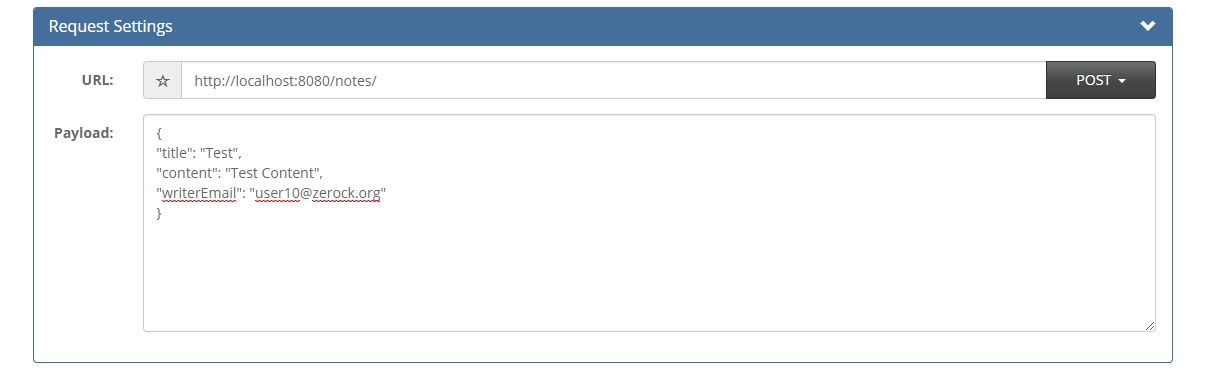 Request Settings
URL:
http://localhost:8080/notes/
POST
Payload:
{
"title": "Test",
"content": "Test Content",
"writerEmail": "user10@zerock.org"
}